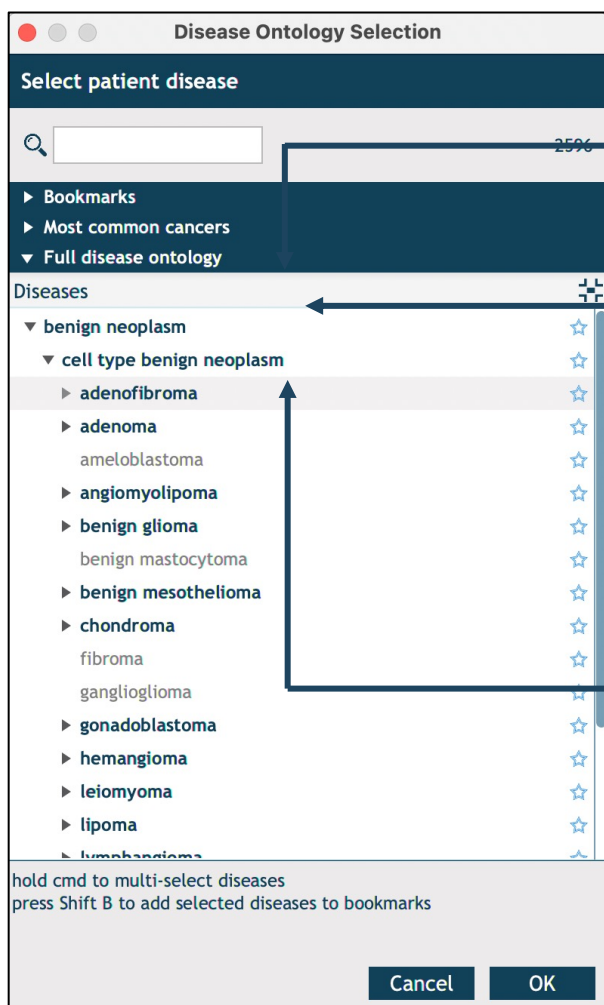 Disease Ontology Selection
Select patient disease
25%
Bookmarks
Most common cancers
Full disease ontology
Diseases
benign neoplasm
cell type benign neoplasm
adenofibroma
adenoma
ameloblastoma
angiomyolipoma
benign glioma
benign mastocytoma
benign mesothelioma
chondroma
fibroma
ganglioglioma
gonadoblastoma
hemangioma
leiomyoma
lipoma
lymphangioma
hold cmd to multi-select diseases
press Shift B to add selected diseases to bookmarks
Cancel OK